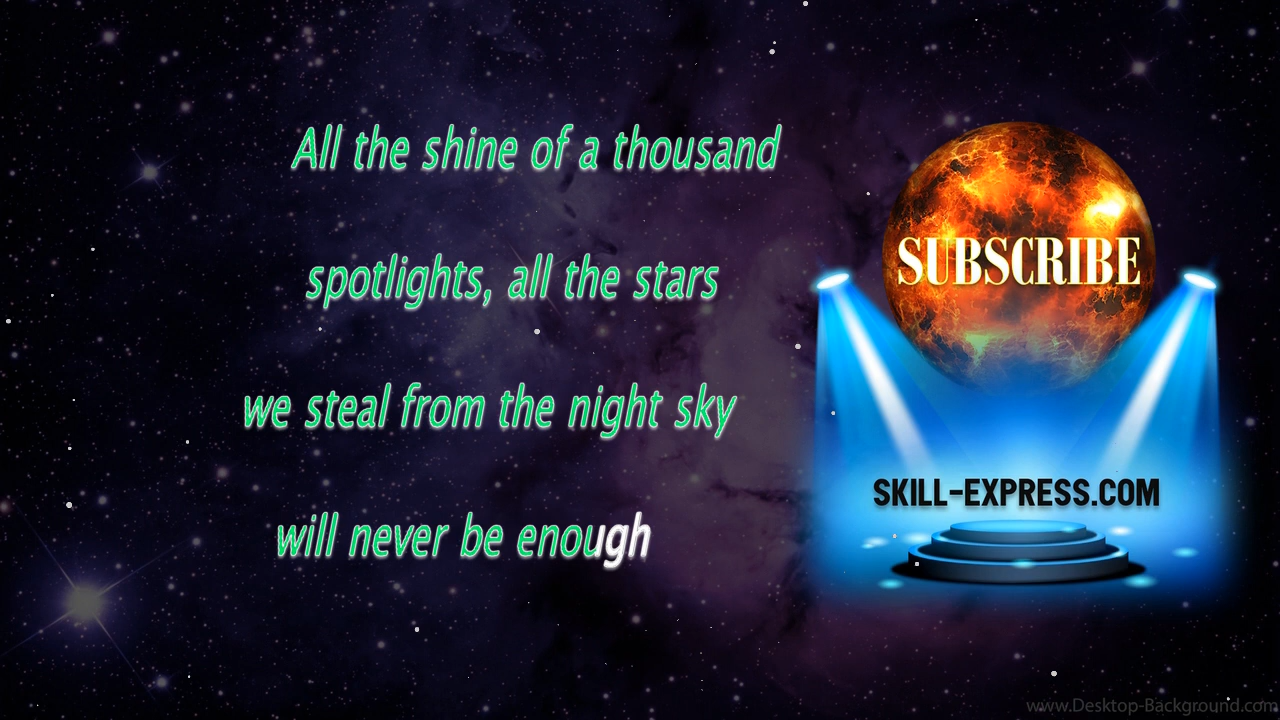 All the shine of a thousand
spotlights, all the stars
we steal from the night sky
will never be enough
SUBSCRIBE
SKILL-EXPRESS.COM
www.Desktop-Background.com